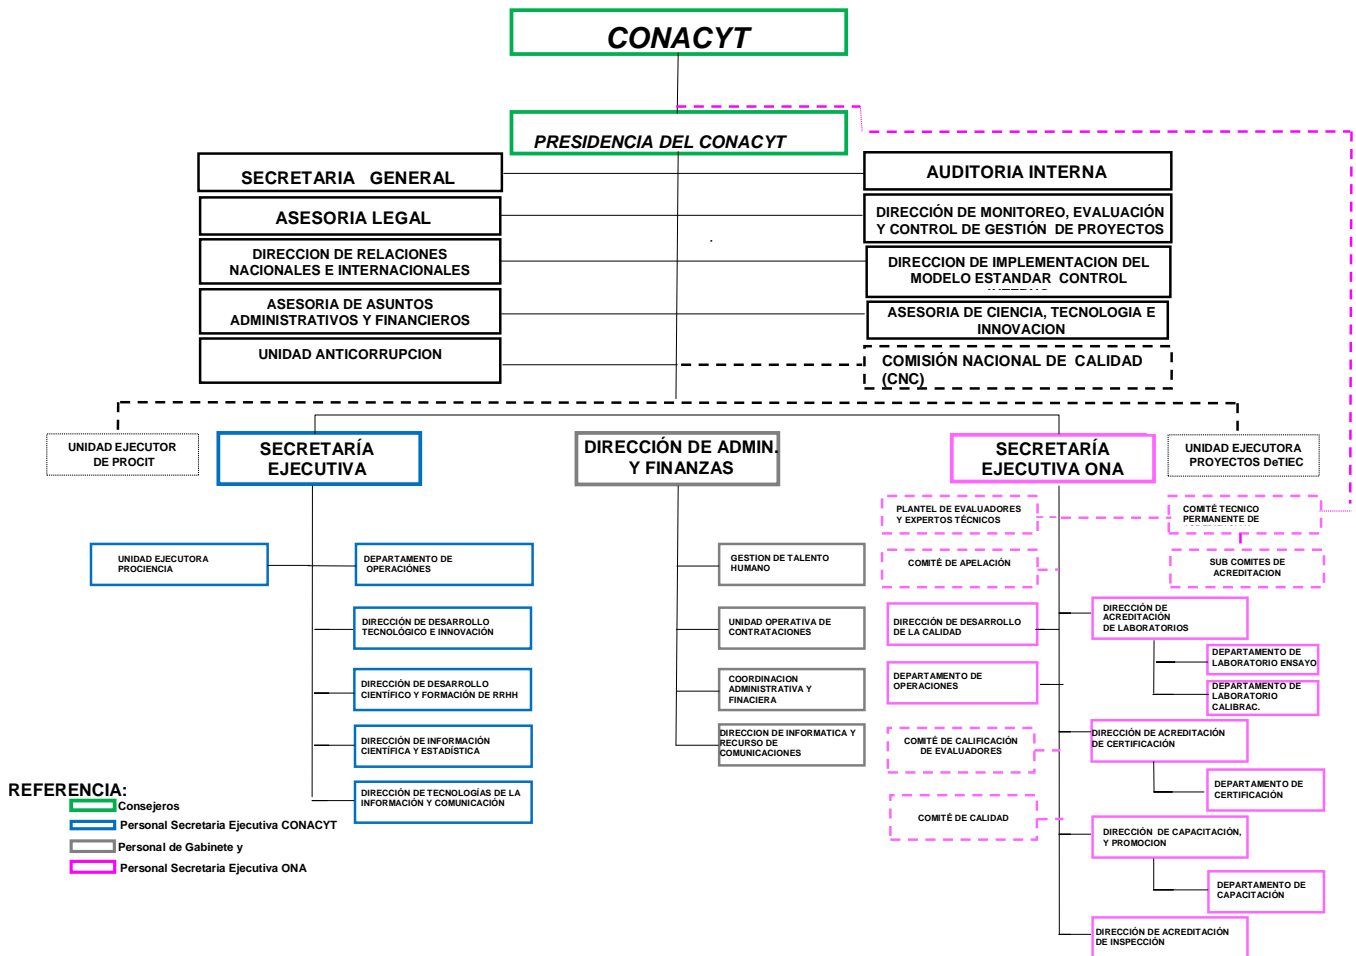 CONACYT
PRESIDENCIA DEL CONACYT
SECRETARIA GENERAL
AUDITORIA INTERNA
ASESORIA LEGAL
DIRECCIÓN DE MONITOREO, EVALUACIÓN
Y CONTROL DE GESTIÓN DE PROYECTOS
DIRECCION DE RELACIONES
NACIONALES E INTERNACIONALES
DIRECCION DE IMPLEMENTACION DEL
MODELO ESTANDAR CONTROL
ASESORIA DE ASUNTOS
ADMINISTRATIVOS Y FINANCIEROS
ASESORIA DE CIENCIA, TECNOLOGIA E
INNOVACION
UNIDAD ANTICORRUPCION
COMISIÓN NACIONAL DE CALIDAD
(CNC)
UNIDAD EJECUTOR
DE PROCIT
SECRETARÍA
EJECUTIVA
DIRECCIÓN DE ADMIN.
Y FINANZAS
SECRETARÍA
EJECUTIVA ONA
UNIDAD EJECUTORA
PROYECTOS DeTIEC
PLANTEL DE EVALUADORES
Y EXPERTOS TÉCNICOS
COMITÉ TECNICO
PERMANENTE DE
UNIDAD EJECUTORA
PROCIENCIA
DEPARTAMENTO DE
OPERACIÓNES
GESTION DE TALENTO
HUMANO
COMITÉ DE APELACIÓN
SUB COMITES DE
ACREDITACION
DIRECCIÓN DE DESARROLLO
TECNOLÓGICO E INNOVACIÓN
UNIDAD OPERATIVA DE
CONTRATACIONES
DIRECCIÓN DE DESARROLLO
DE LA CALIDAD
DIRECCIÓN DE
ACREDITACIÓN
DE LABORATORIOS
DEPARTAMENTO DE
LABORATORIO ENSAYO
DIRECCIÓN DE DESARROLLO
CIENTÍFICO Y FORMACIÓN DE RRHH
COORDINACION
ADMINISTRATIVA Y
FINACIERA
DEPARTAMENTO DE
OPERACIONES
DEPARTAMENTO DE
LABORATORIO
CALIBRAC.
DIRECCIÓN DE INFORMACIÓN
CIENTÍFICA Y ESTADÍSTICA
DIRECCION DE INFORMATICA Y
RECURSO DE
COMUNICACIONES
COMITÉ DE CALIFICACIÓN
DE EVALUADORES
DIRECCIÓN DE ACREDITACIÓN
DE CERTIFICACIÓN
DIRECCIÓN DE TECNOLOGÍAS DE LA
INFORMACIÓN Y COMUNICACIÓN
DEPARTAMENTO DE
CERTIFICACIÓN
COMITÉ DE CALIDAD
DIRECCIÓN DE CAPACITACIÓN,
Y PROMOCION
DEPARTAMENTO DE
CAPACITACIÓN
DIRECCIÓN DE ACREDITACIÓN
DE INSPECCIÓN
REFERENCIA:
Consejeros
Personal Secretaria Ejecutiva CONACYT
Personal de Gabinete y
Personal Secretaria Ejecutiva ONA